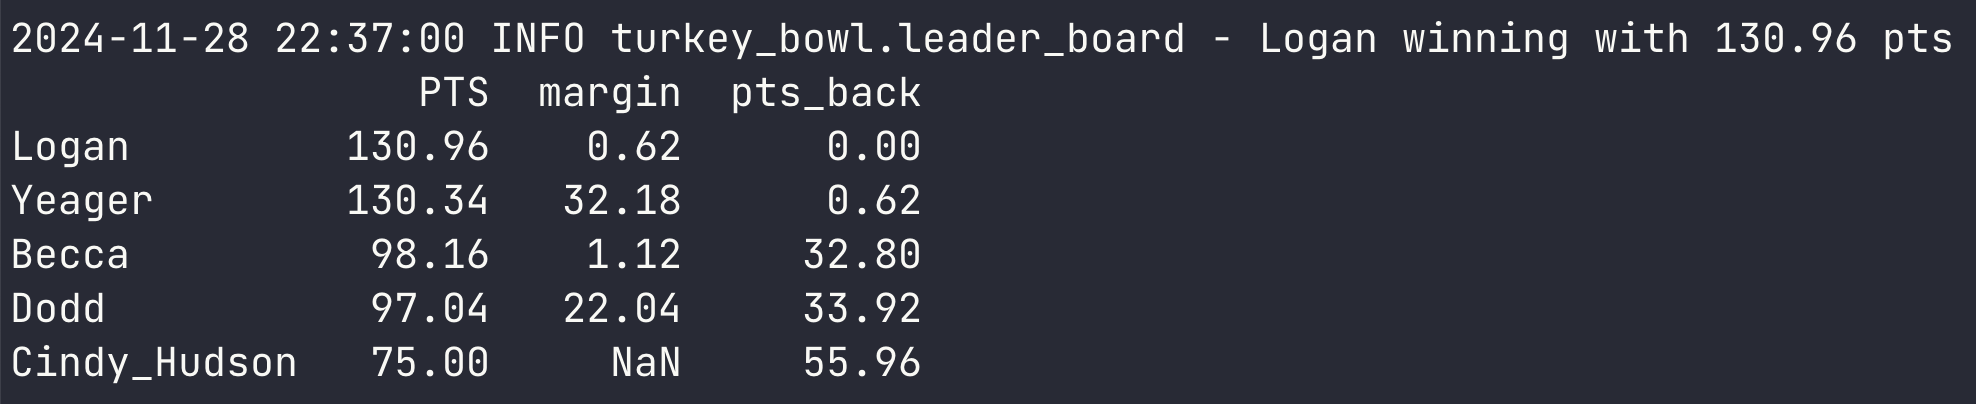 2024-11-28 22:37:00 INFO turkey_bowl.leader_board - Logan winning with 130.96 pts
                 PTS  margin  pts_back
Logan         130.96    0.62      0.00
Yeager        130.34   32.18      0.62
Becca          98.16    1.12     32.80
Dodd           97.04   22.04     33.92
Cindy_Hudson   75.00     NaN     55.96